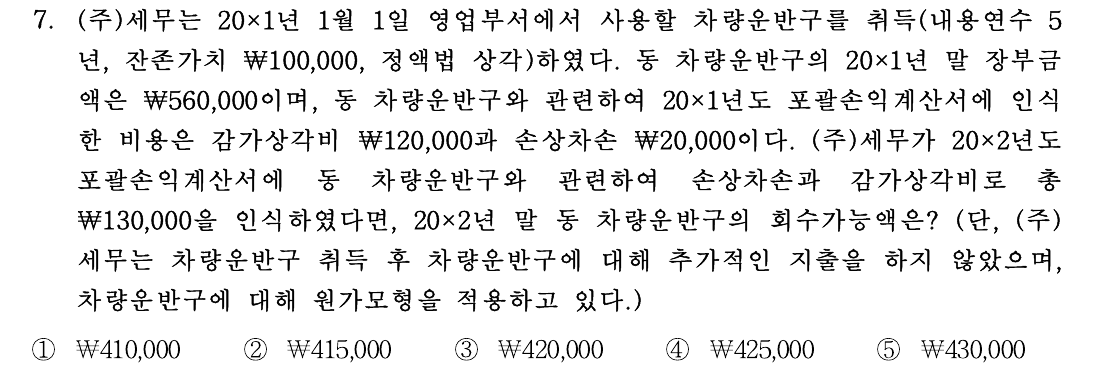 7. (주)세무는 20×1년 1월 1일 영업부서에서 사용할 차량운반구를 취득(내용연수 5
년, 잔존가치 ₩100,000, 정액법 상각)하였다. 동 차량운반구의 20×1년 말 장부금
액은 ₩560,000이며, 동 차량운반구와 관련하여 20×1년도 포괄손익계산서에 인식
한 비용은 감가상각비 ₩120,000과 손상차손 ₩20,000이다. (주)세무가 20×2년도
포괄손익계산서에 동 차량운반구와 관련하여 손상차손과 감가상각비로 총
₩130,000을 인식하였다면, 20×2년 말 동 차량운반구의 회수가능액은? (단, (주)
세무는 차량운반구 취득 후 차량운반구에 대해 추가적인 지출을 하지 않았으며,
차량운반구에 대해 원가모형을 적용하고 있다.)
① ₩410,000 ② ₩415,000 ③ ₩420,000 ④ ₩425,000 ⑤ ₩430,000